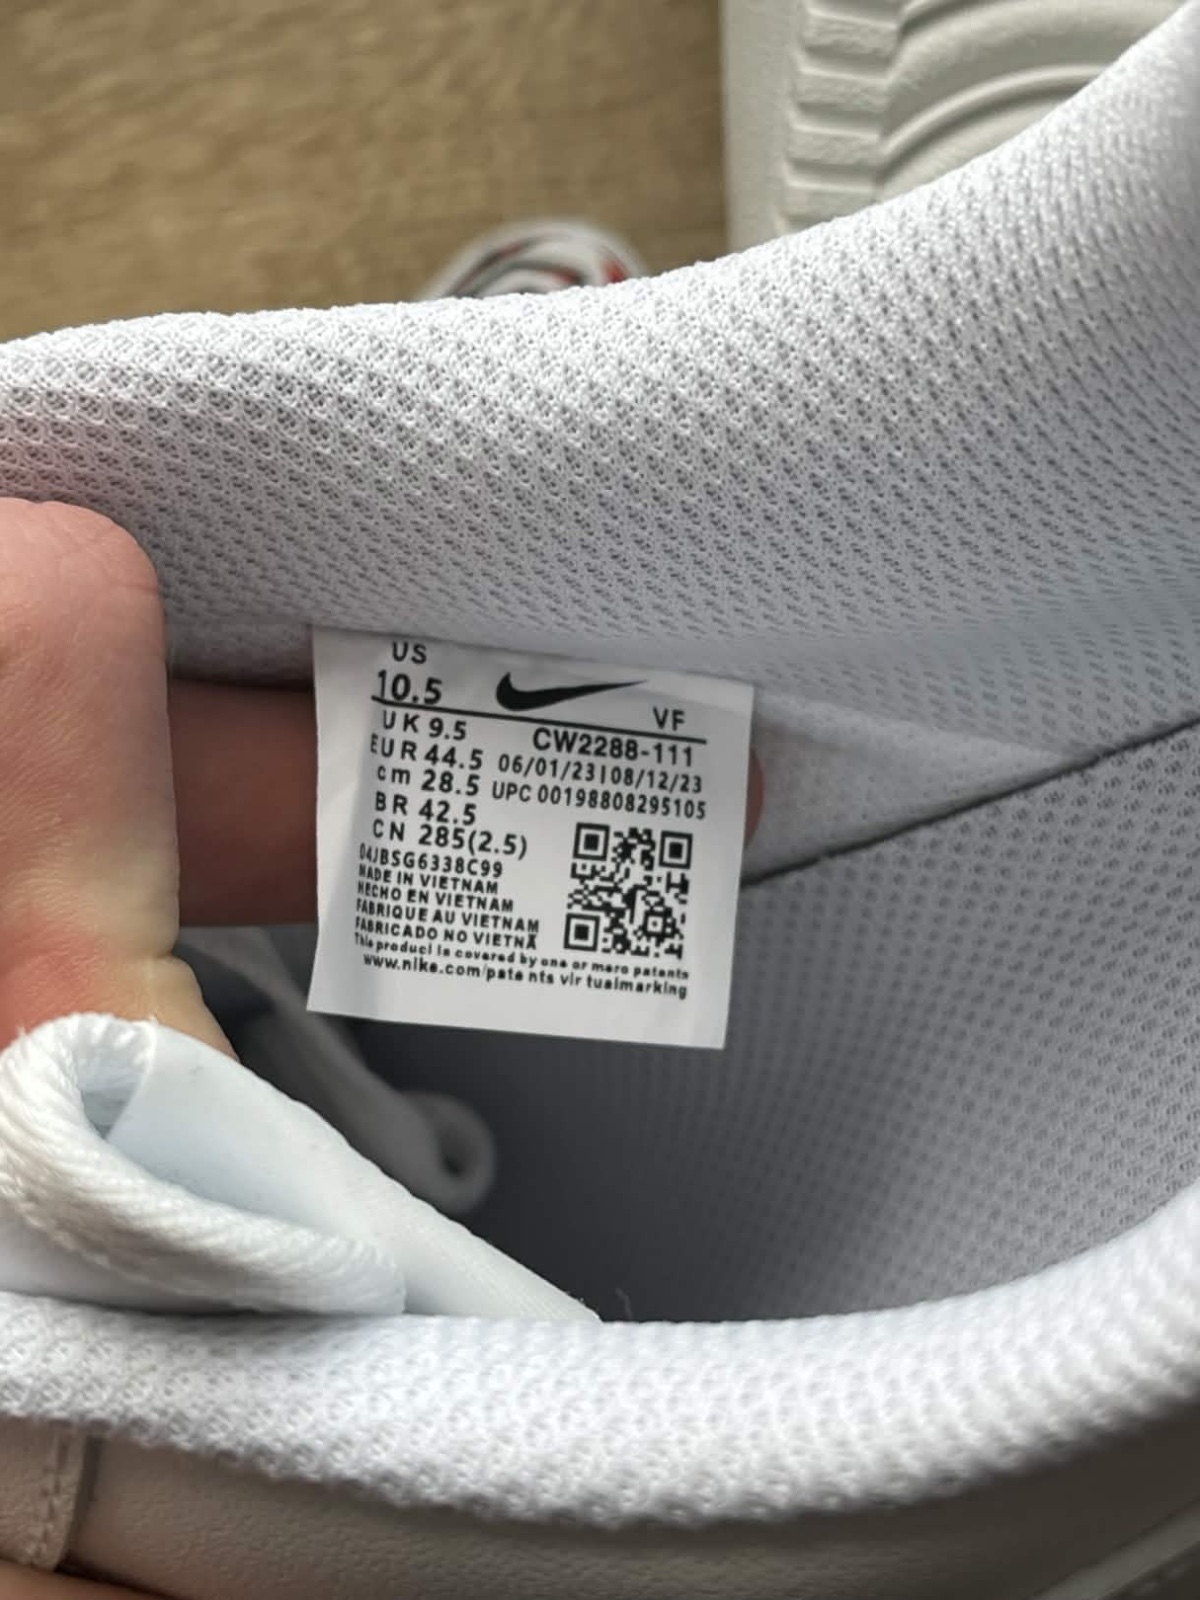 US
10.5
VF
UK 9.5
CW2288-111
EUR 44.5
06/01/23|08/12/23
cm 28.5
UPC 00198808295105
BR 42.5
CN 285(2.5)
04JBSG6338C99
MADE IN VIETNAM
HECHO EN VIETNAM
FABRIQUE AU VIETNAM
FABRICADO NO VIETNÃ
This product is covered by one or more patents
www.nike.com/pate nts vir tualmarking